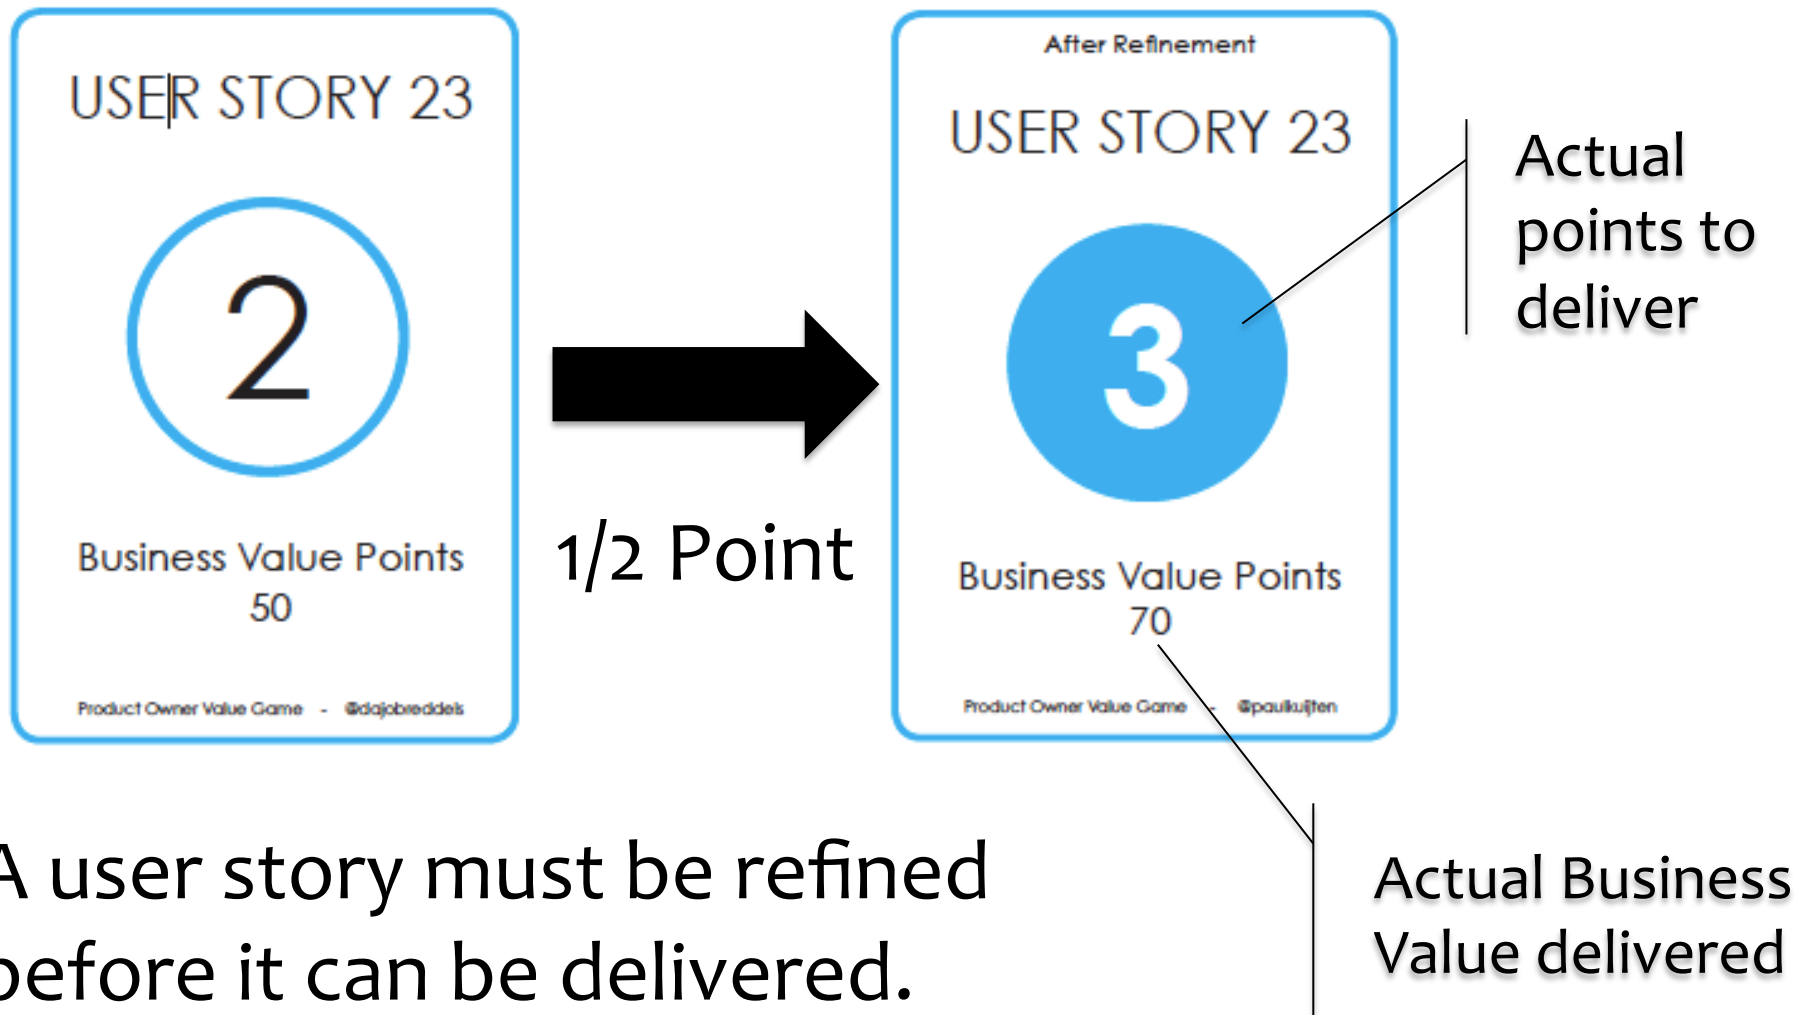 USER STORY 23
2
Business Value Points
50
Product Owner Value Game - @dajobreddels
1/2 Point
After Refinement
USER STORY 23
3
Business Value Points
70
Product Owner Value Game - @paulkuijten
Actual
points to
deliver
A user story must be refined
before it can be delivered.
Actual Business
Value delivered